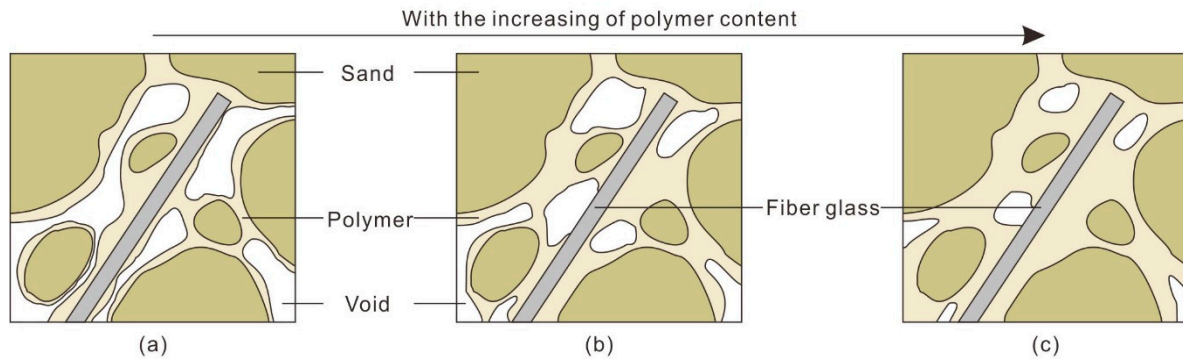 With the increasing of polymer content
Sand
Polymer
Fiber glass
Void
(a)
(b)
(c)